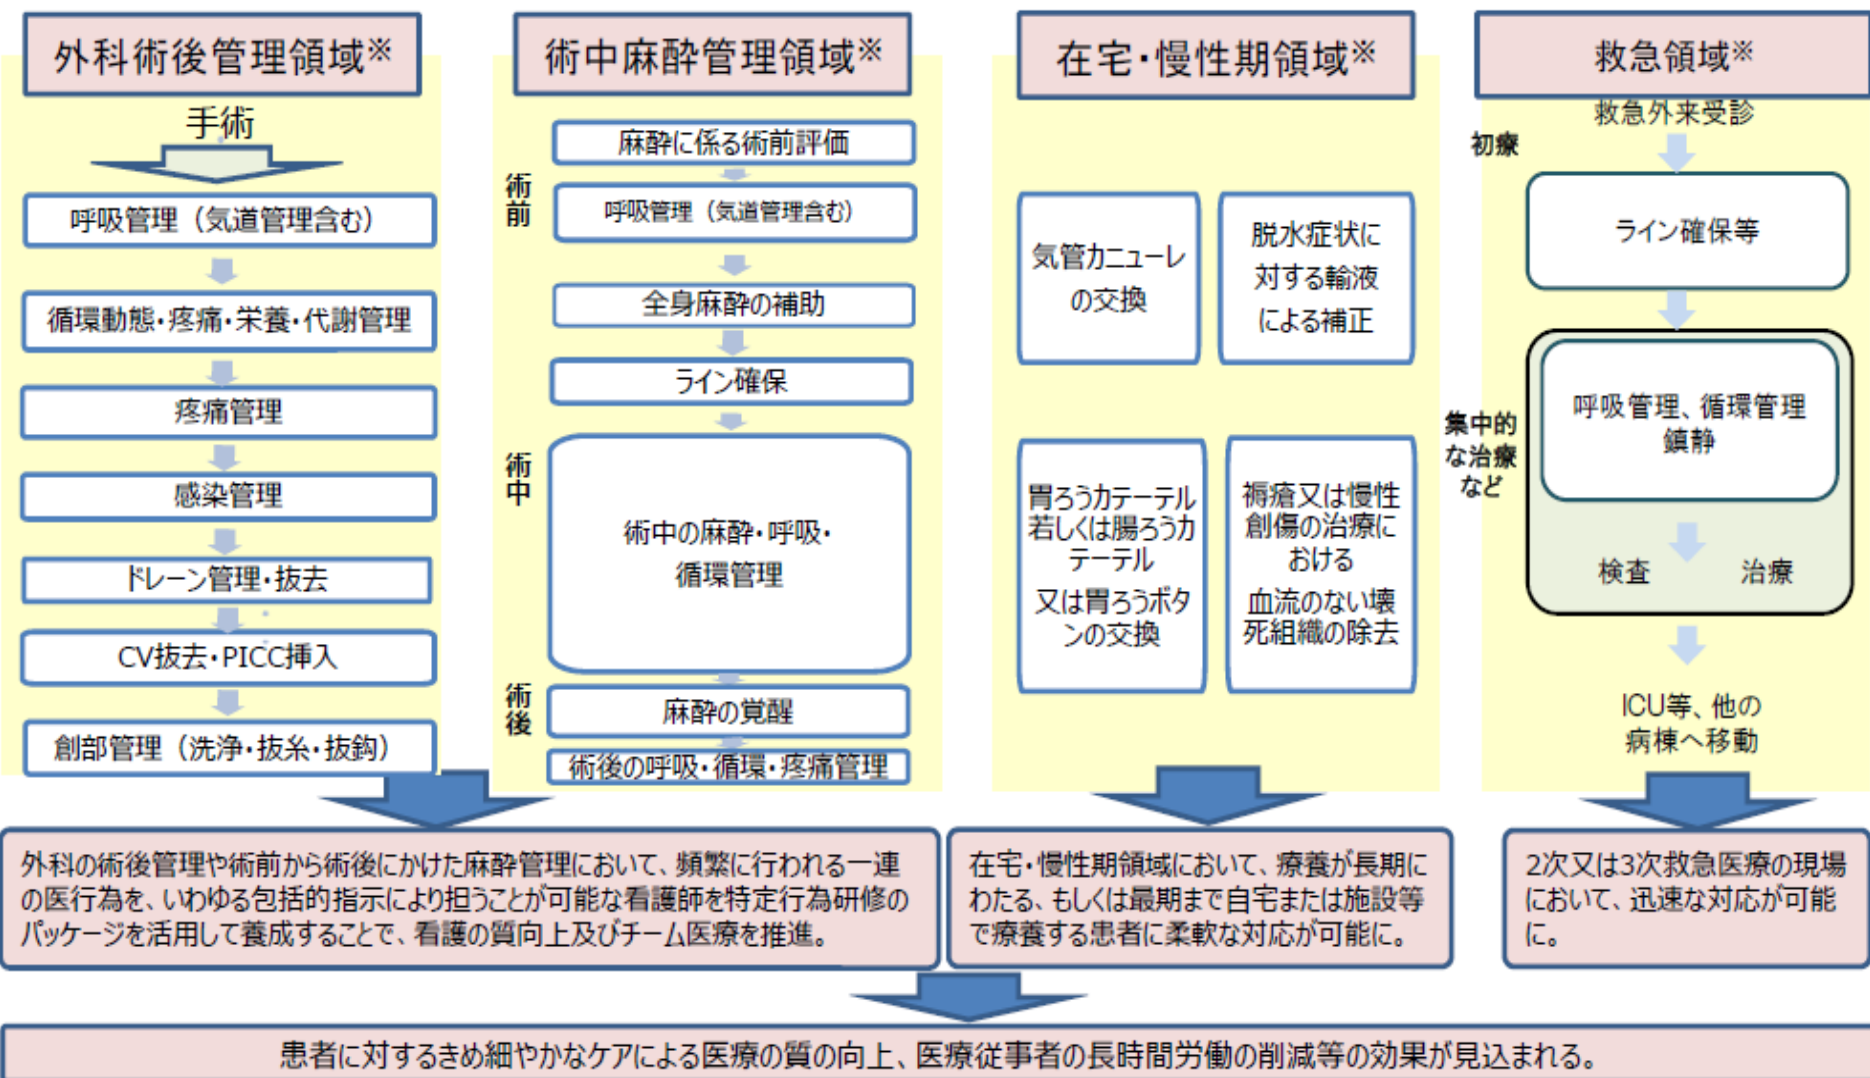 外科術後管理領域※
手術
呼吸管理（気道管理含む）
循環動態・疼痛・栄養・代謝管理
疼痛管理
感染管理
ドレーン管理・抜去
CV抜去・PICC挿入
創部管理（洗浄・抜糸・抜鈎）
術中麻酔管理領域※
術前
麻酔に係る術前評価
呼吸管理（気道管理含む）
全身麻酔の補助
ライン確保
術中
術中の麻酔・呼吸・
循環管理
術後
麻酔の覚醒
術後の呼吸・循環・疼痛管理
在宅・慢性期領域※
気管カニューレ
の交換
脱水症状に
対する輸液
による補正
胃ろうカテーテル
若しくは腸ろうカ
テーテル
又は胃ろうボタ
ンの交換
褥瘡又は慢性
創傷の治療に
おける
血流のない壊
死組織の除去
救急領域※
救急外来受診
初療
ライン確保等
集中的
な治療
など
呼吸管理、循環管理
鎮静
検査
治療
ICU等、他の
病棟へ移動
外科の術後管理や術前から術後にかけた麻酔管理において、頻繁に行われる一連
の医行為を、いわゆる包括的指示により担うことが可能な看護師を特定行為研修の
パッケージを活用して養成することで、看護の質向上及びチーム医療を推進。
在宅・慢性期領域において、療養が長期に
わたる、もしくは最期まで自宅または施設等
で療養する患者に柔軟な対応が可能に。
2次又は3次救急医療の現場
において、迅速な対応が可能
に。
患者に対するきめ細やかなケアによる医療の質の向上、医療従事者の長時間労働の削減等の効果が見込まれる。